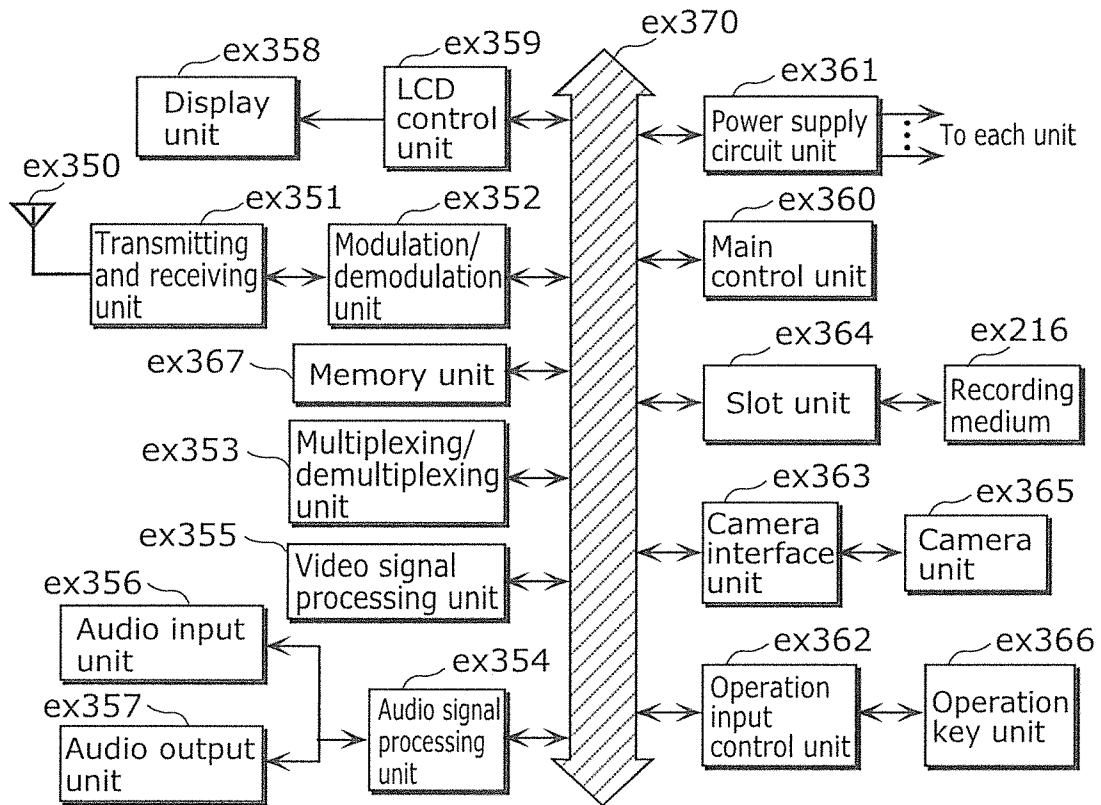 ex370
ex358
ex359
Display
unit
LCD
control
unit
ex361
Power supply
circuit unit
To each unit
ex350
ex351
ex352
Transmitting
and receiving
unit
Modulation/
demodulation
unit
ex360
Main
control unit
ex367
Memory unit
ex364
ex216
Slot unit
Recording
medium
ex353
Multiplexing/
demultiplexing
unit
ex363
ex365
Camera
interface
unit
Camera
unit
ex355
Video signal
processing unit
ex356
Audio input
unit
ex354
ex357
Audio output
unit
Audio signal
processing
unit
ex362
ex366
Operation
input
control unit
Operation
key unit